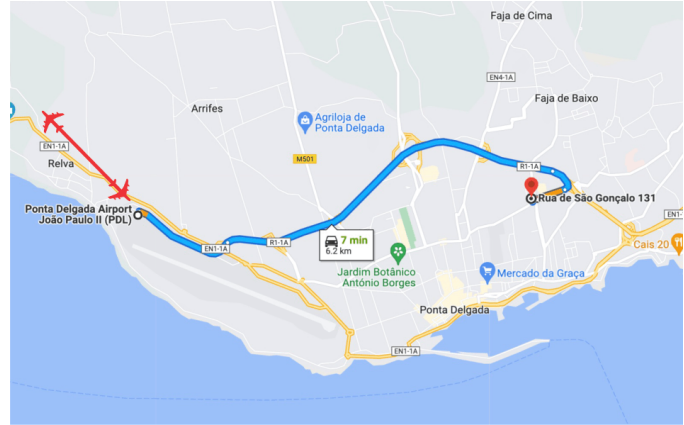 Faja de Cima
EN4-1A
Arrifes
Faja de Baixo
Agriloja de
Ponta Delgada
EN1-1A
M501
Relva
R1-1A
Rua de São Gonçalo 131
Ponta Delgada Airport
João Paulo II (PDL)
EN1-1A
R1-1A
7 min
6.2 km
EN1-1A
Cais 20
Jardim Botânico
António Borges
Mercado da Graça
Ponta Delgada
EN1-1A